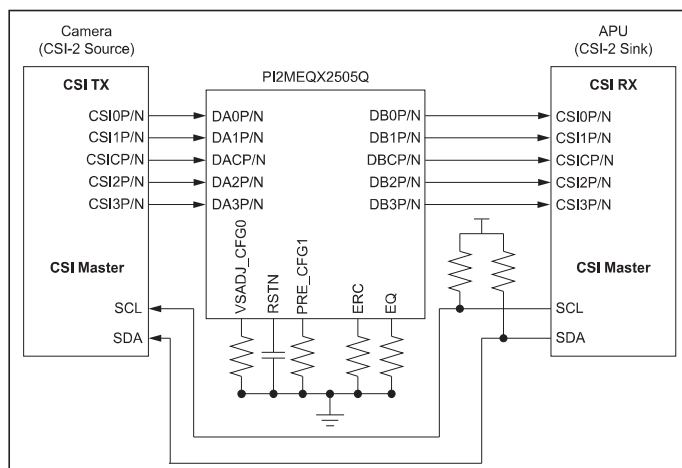 Camera
(CSI-2 Source)
APU
(CSI-2 Sink)
PI2MEQX2505Q
CSI TX
CSI RX
CSI0P/N
DA0P/N
DB0P/N
CSI0P/N
CSI1P/N
DA1P/N
DB1P/N
CSI1P/N
CSICP/N
DACP/N
DBCP/N
CSICP/N
CSI2P/N
DA2P/N
DB2P/N
CSI2P/N
CSI3P/N
DA3P/N
DB3P/N
CSI3P/N
VSADJ_CFG0
RSTN
PRE_CFG1
ERC
EQ
CSI Master
CSI Master
SCL
SCL
SDA
SDA